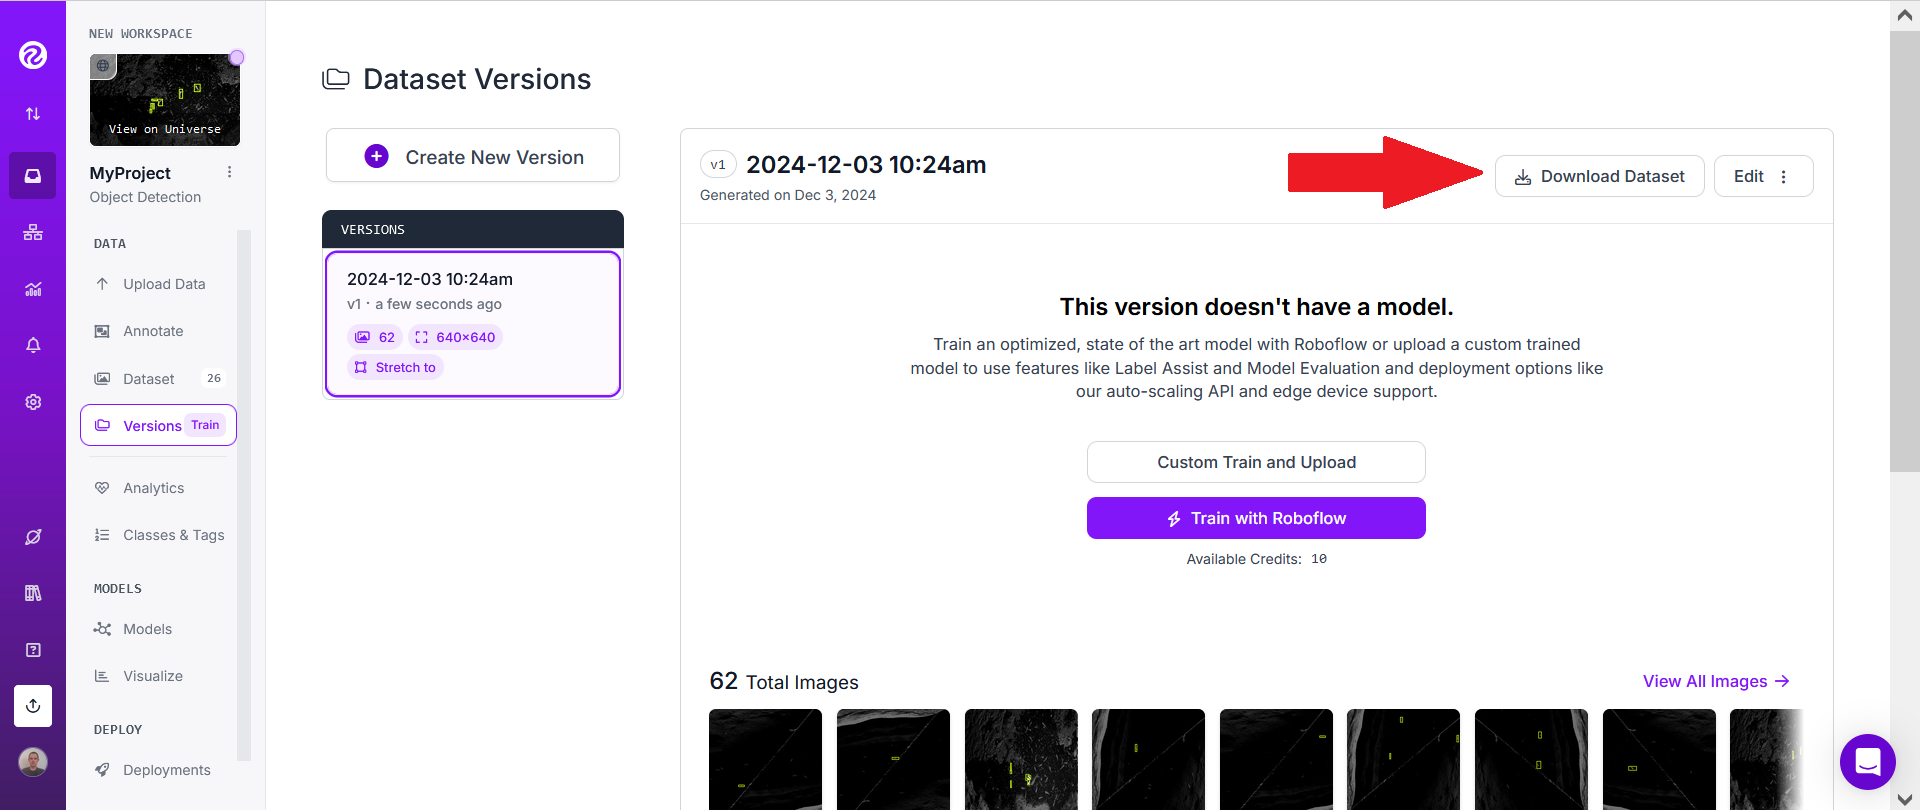 NEW WORKSPACE
View on Universe
MyProject
Object Detection
DATA
Upload Data
Annotate
Dataset 26
Versions Train
Analytics
Classes & Tags
MODELS
Models
Visualize
DEPLOY
Deployments
Dataset Versions
Create New Version
VERSIONS
2024-12-03 10:24am
v1 · a few seconds ago
62 640×640
Stretch to
v1 2024-12-03 10:24am
Generated on Dec 3, 2024
Download Dataset
Edit
This version doesn't have a model.
Train an optimized, state of the art model with Roboflow or upload a custom trained
model to use features like Label Assist and Model Evaluation and deployment options like
our auto-scaling API and edge device support.
Custom Train and Upload
Train with Roboflow
Available Credits: 10
62 Total Images
View All Images →